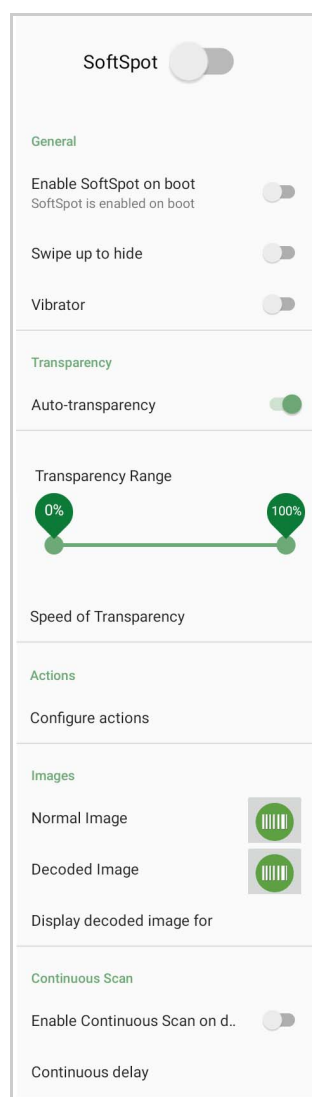 SoftSpot
General
Enable SoftSpot on boot
SoftSpot is enabled on boot
Swipe up to hide
Vibrator
Transparency
Auto-transparency
Transparency Range
0% 100%
Speed of Transparency
Actions
Configure actions
Images
Normal Image
Decoded Image
Display decoded image for
Continuous Scan
Enable Continuous Scan on d..
Continuous delay